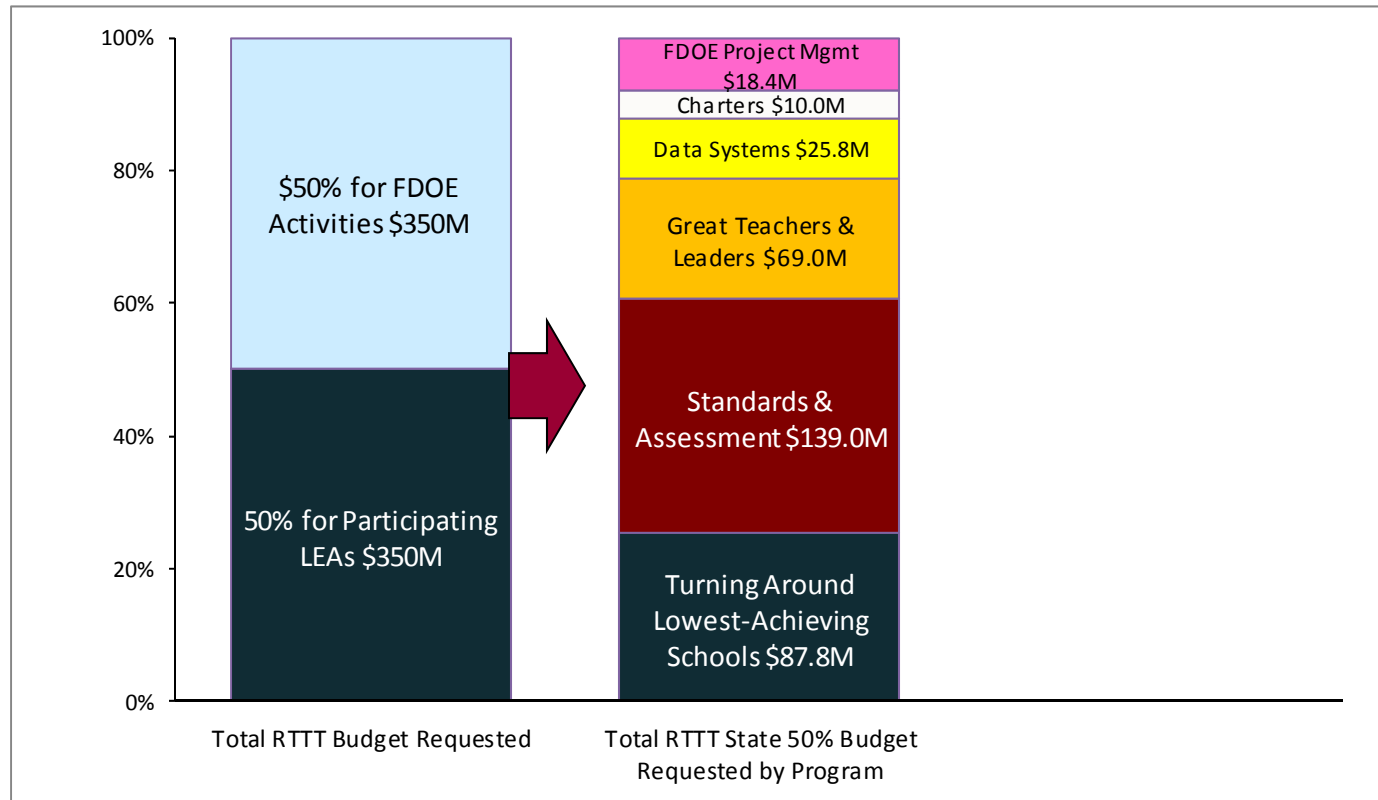 100%
80%
60%
40%
20%
0%
$50% for FDOE
Activities $350M
50% for Participating
LEAs $350M
FDOE Project Mgmt
$18.4M
Charters $10.0M
Data Systems $25.8M
Great Teachers &
Leaders $69.0M
Standards &
Assessment $139.0M
Turning Around
Lowest-Achieving
Schools $87.8M
Total RTTT Budget Requested
Total RTTT State 50% Budget
Requested by Program